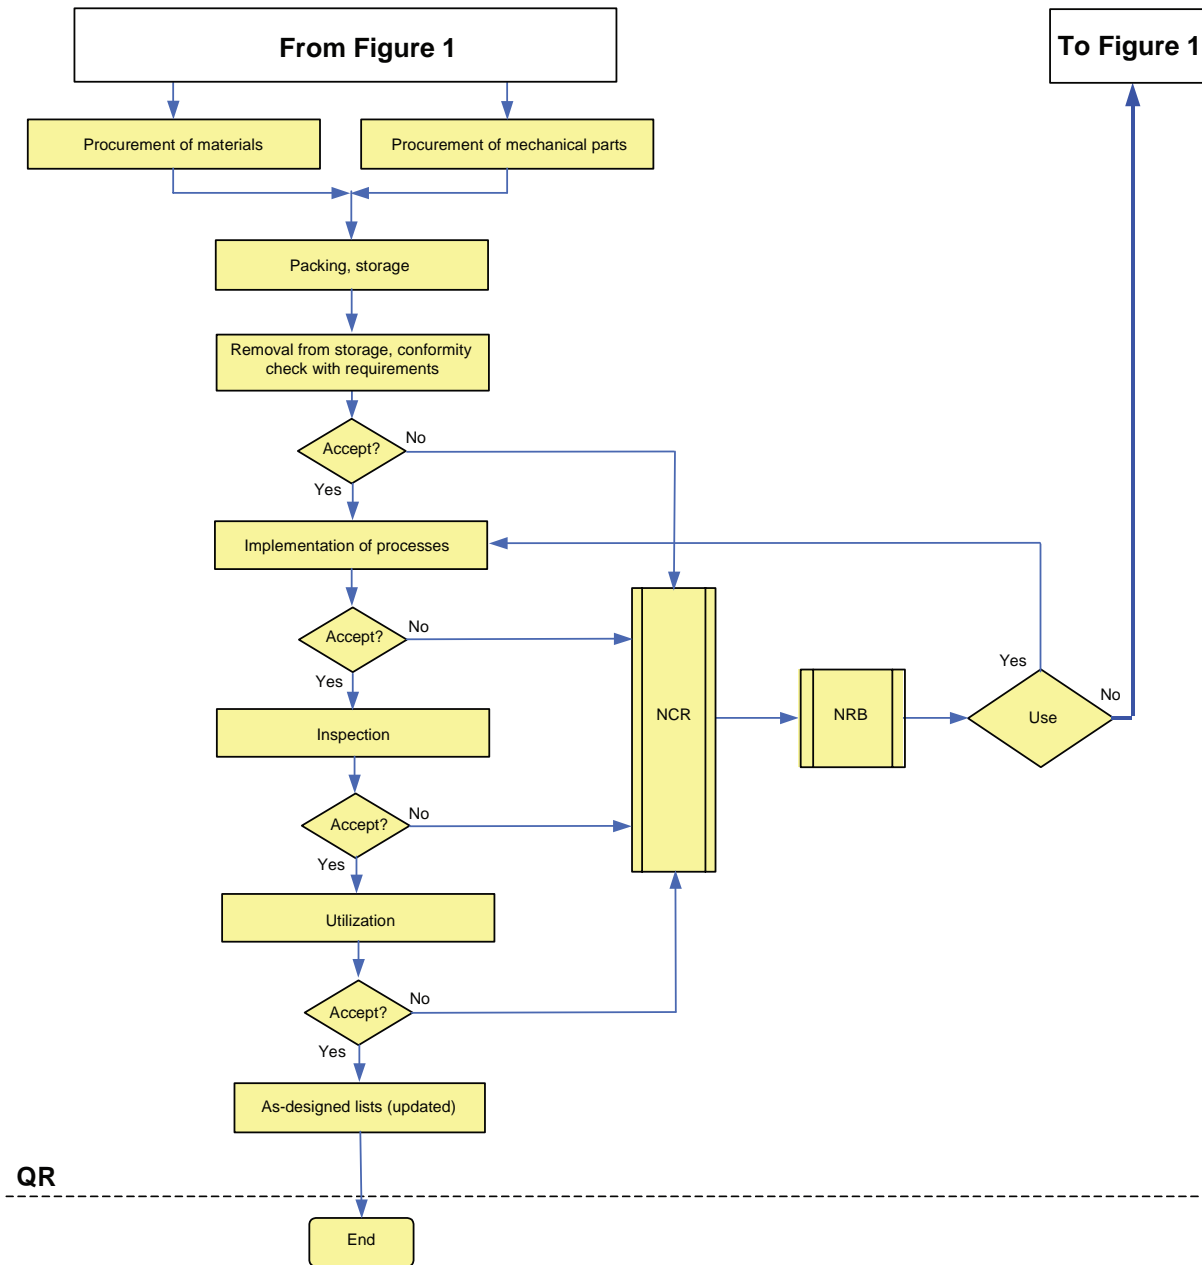 From Figure 1
To Figure 1
Procurement of materials
Procurement of mechanical parts
Packing, storage
Removal from storage, conformity
check with requirements
Accept?
No
Yes
Implementation of processes
Accept?
No
Yes
Inspection
NCR
NRB
Use
Yes
No
Accept?
No
Yes
Utilization
Accept?
No
Yes
As-designed lists (updated)
QR
End